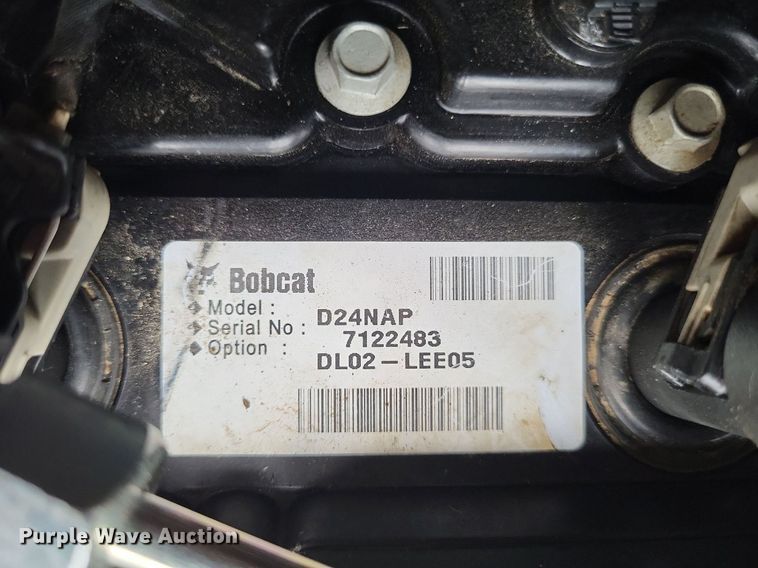 Bobcat
Model : D24NAP
Serial No : 7122483
Option : DL02-LEE05
Purple Wave Auction